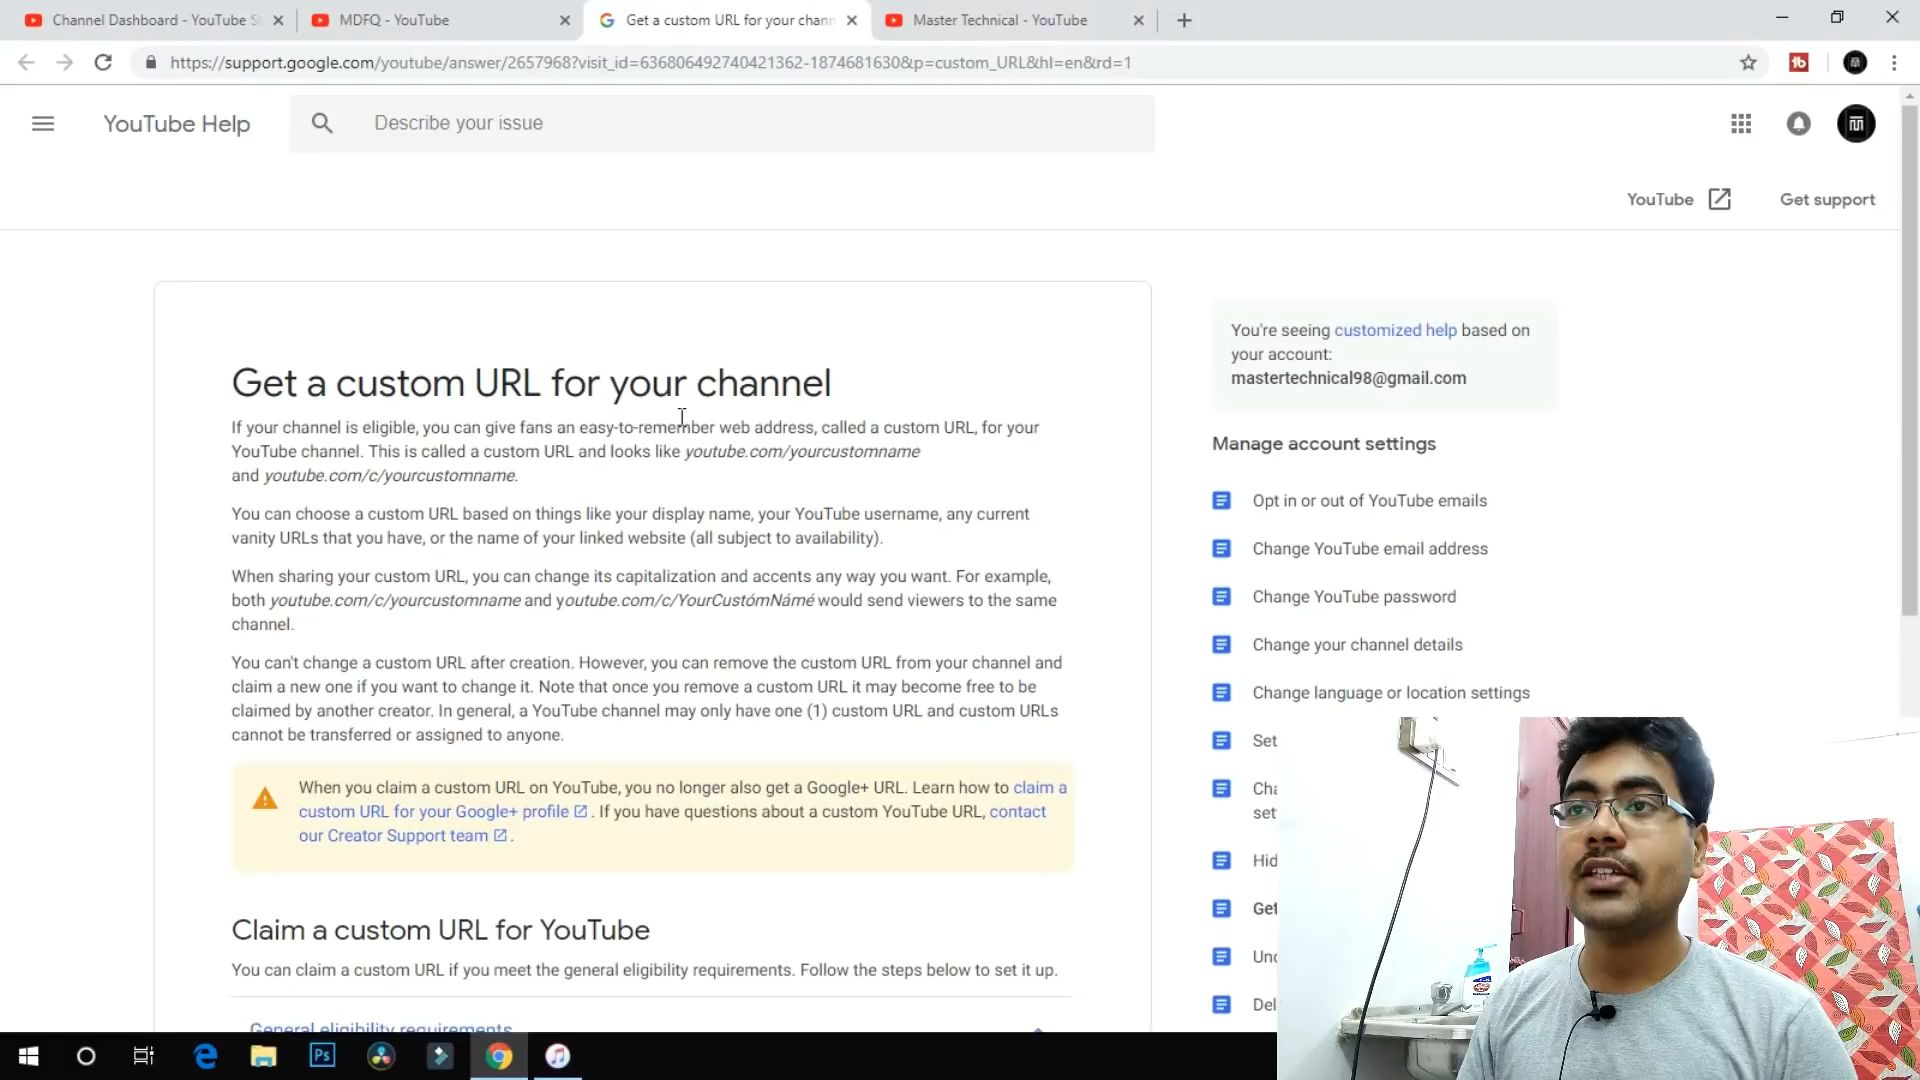 Channel Dashboard - YouTube S
MDFQ - YouTube
Get a custom URL for your chann
Master Technical - YouTube
https://support.google.com/youtube/answer/2657968?visit_id=636806492740421362-1874681630&p=custom_URL&hl=en&rd=1
YouTube Help
Describe your issue
YouTube
Get support
Get a custom URL for your channel
If your channel is eligible, you can give fans an easy-to-remember web address, called a custom URL, for your
YouTube channel. This is called a custom URL and looks like youtube.com/yourcustomname
and youtube.com/c/yourcustomname.
You can choose a custom URL based on things like your display name, your YouTube username, any current
vanity URLs that you have, or the name of your linked website (all subject to availability).
When sharing your custom URL, you can change its capitalization and accents any way you want. For example,
both youtube.com/c/yourcustomname and youtube.com/c/YourCustómNámé would send viewers to the same
channel.
You can't change a custom URL after creation. However, you can remove the custom URL from your channel and
claim a new one if you want to change it. Note that once you remove a custom URL it may become free to be
claimed by another creator. In general, a YouTube channel may only have one (1) custom URL and custom URLs
cannot be transferred or assigned to anyone.
When you claim a custom URL on YouTube, you no longer also get a Google+ URL. Learn how to claim a
custom URL for your Google+ profile. If you have questions about a custom YouTube URL, contact
our Creator Support team.
Claim a custom URL for YouTube
You can claim a custom URL if you meet the general eligibility requirements. Follow the steps below to set it up.
General eligibility requirements
You're seeing customized help based on
your account:
mastertechnical98@gmail.com
Manage account settings
Opt in or out of YouTube emails
Change YouTube email address
Change YouTube password
Change your channel details
Change language or location settings
Set
Cha
set
Hid
Get
Und
Del
Ps